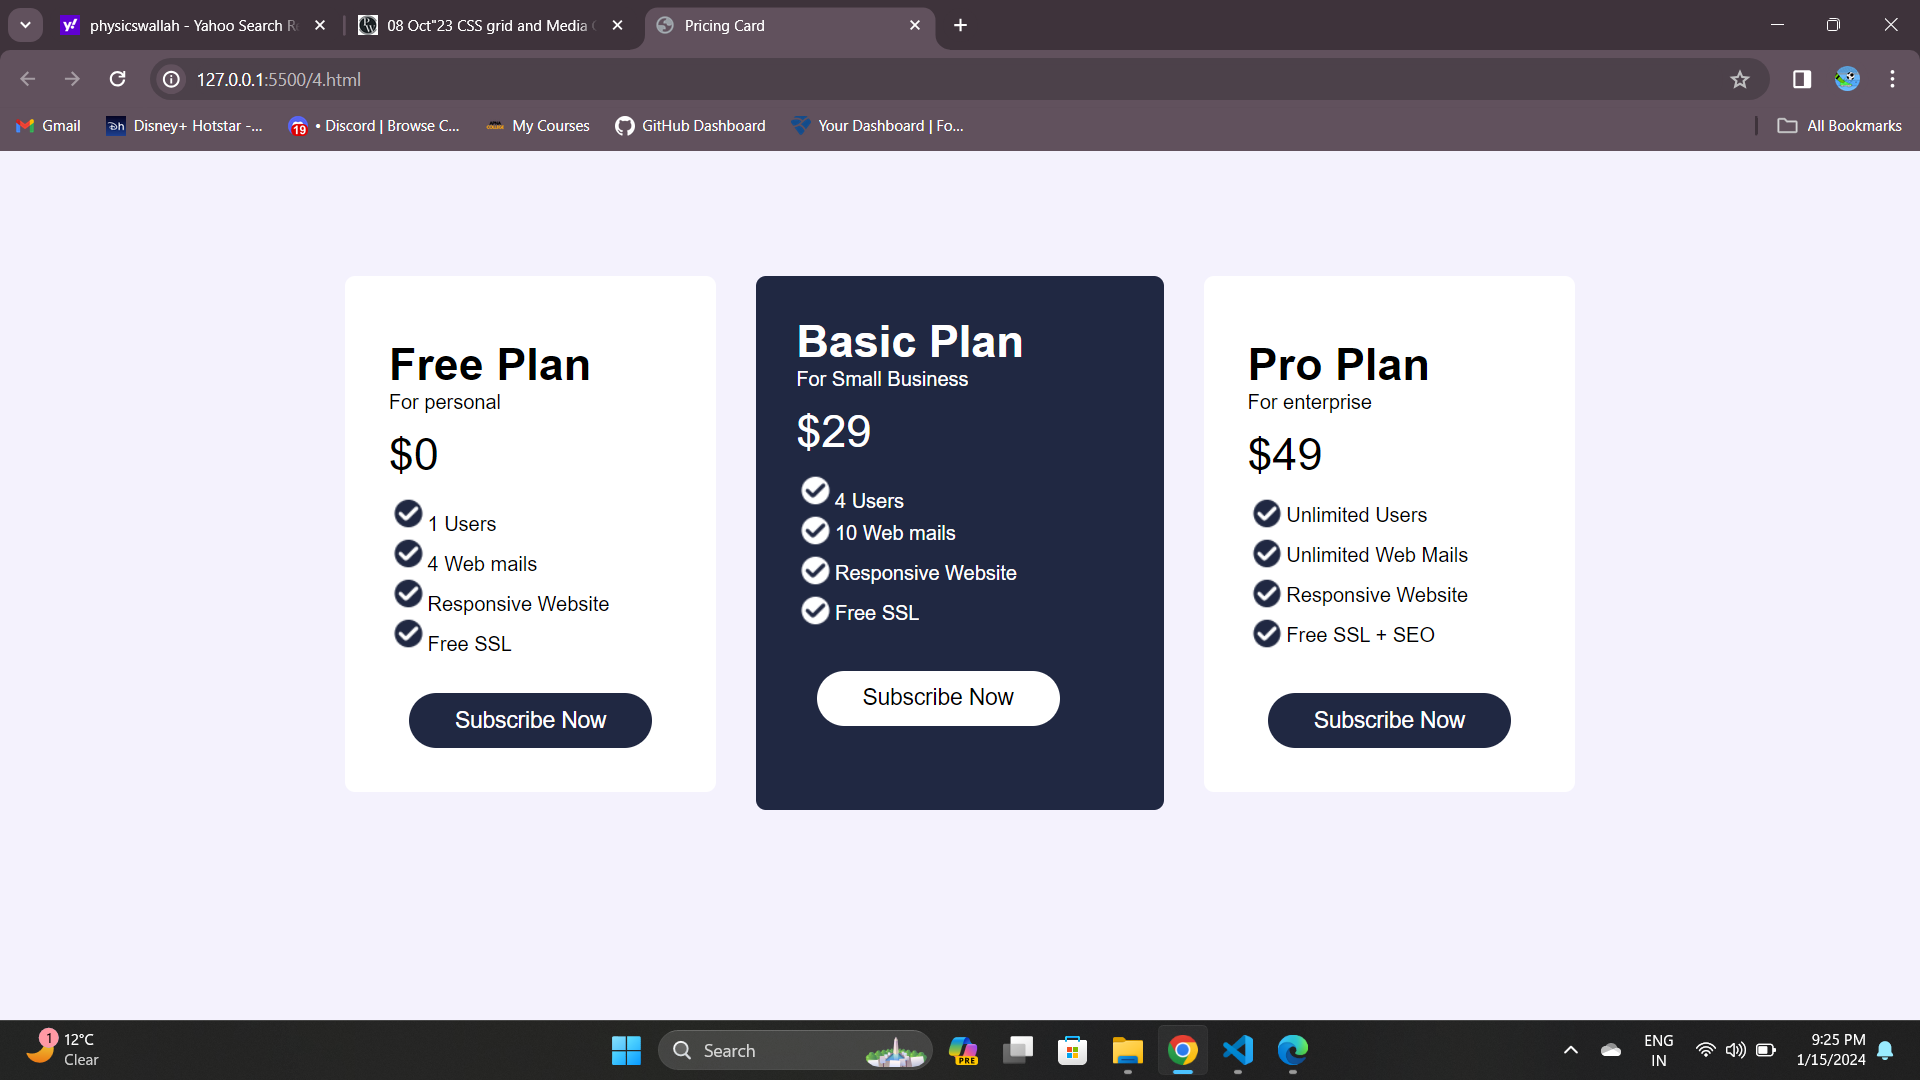 physicswallah - Yahoo Search R
08 Oct"23 CSS grid and Media
Pricing Card
127.0.0.1:5500/4.html
Gmail
Disney+ Hotstar -...
19
• Discord | Browse C...
My Courses
GitHub Dashboard
Your Dashboard | Fo...
All Bookmarks
Free Plan
For personal
$0
1 Users
4 Web mails
Responsive Website
Free SSL
Subscribe Now
Basic Plan
For Small Business
$29
4 Users
10 Web mails
Responsive Website
Free SSL
Subscribe Now
Pro Plan
For enterprise
$49
Unlimited Users
Unlimited Web Mails
Responsive Website
Free SSL + SEO
Subscribe Now
1
12°C
Clear
Search
PRE
ENG
IN
9:25 PM
1/15/2024